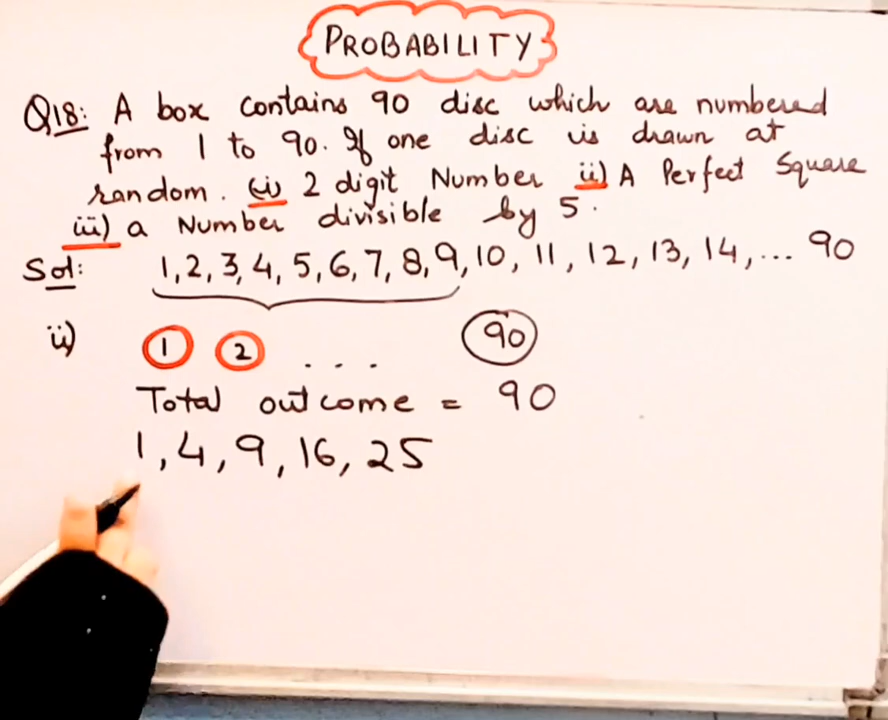 PROBABILITY
Q18: A box contains 90 disc which are numbered
from 1 to 90. If one disc is drawn at
random. (i) 2 digit Number ii) A Perfect Square
iii) a Number divisible by 5.
Sol: 1, 2, 3, 4, 5, 6, 7, 8, 9, 10, 11, 12, 13, 14, ... 90
ii) 1 2 ... 90
Total outcome = 90
1, 4, 9, 16, 25